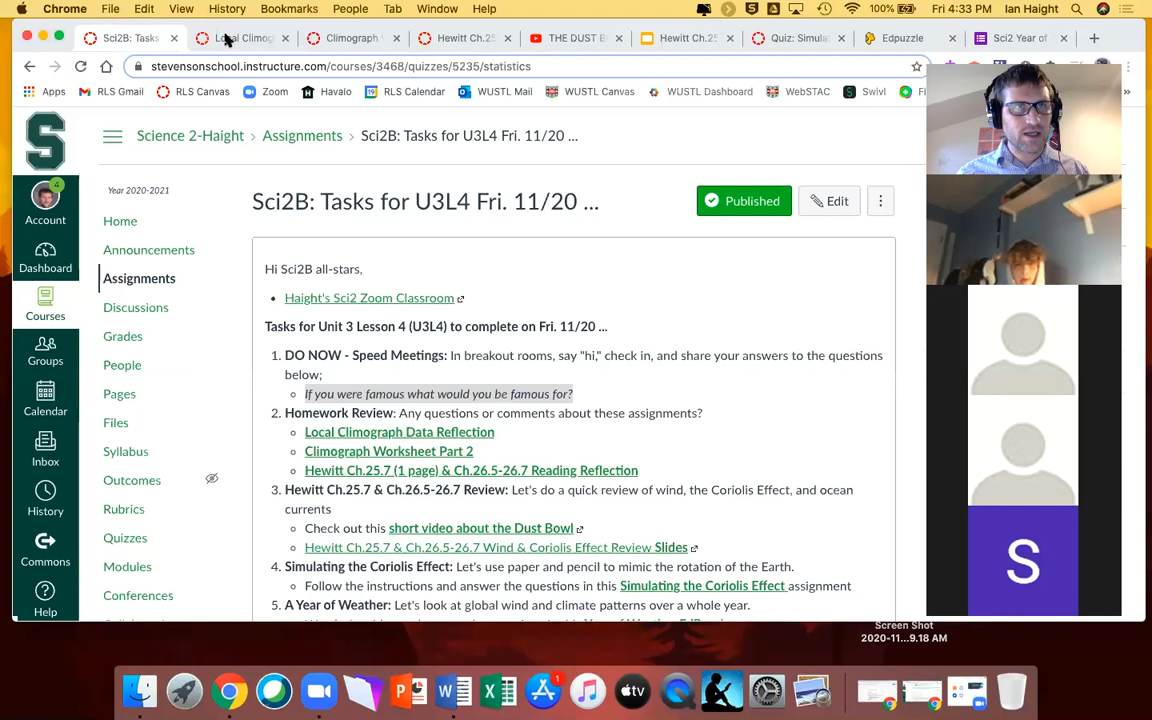 Chrome File Edit View History Bookmarks People Tab Window Help 100% Fri 4:33 PM Ian Haight
Sci2B: Tasks Local Climog Climograph Hewitt Ch.25 THE DUST B Hewitt Ch.25 Quiz: Simula Edpuzzle Sci2 Year of
stevensonschool.instructure.com/courses/3468/quizzes/5235/statistics
Apps RLS Gmail RLS Canvas Zoom Havalo RLS Calendar WUSTL Mail WUSTL Canvas WUSTL Dashboard WebSTAC Swivl
Science 2-Haight > Assignments > Sci2B: Tasks for U3L4 Fri. 11/20 ...
4
Account
Dashboard
Courses
Groups
Calendar
Inbox
History
Commons
Help
Year 2020-2021
Home
Announcements
Assignments
Discussions
Grades
People
Pages
Files
Syllabus
Outcomes
Rubrics
Quizzes
Modules
Conferences
Sci2B: Tasks for U3L4 Fri. 11/20 ...
Published Edit
Hi Sci2B all-stars,
• Haight's Sci2 Zoom Classroom
Tasks for Unit 3 Lesson 4 (U3L4) to complete on Fri. 11/20 ...
1. DO NOW - Speed Meetings: In breakout rooms, say "hi," check in, and share your answers to the questions
below;
If you were famous what would you be famous for?
2. Homework Review: Any questions or comments about these assignments?
Local Climograph Data Reflection
Climograph Worksheet Part 2
Hewitt Ch.25.7 (1 page) & Ch.26.5-26.7 Reading Reflection
3. Hewitt Ch.25.7 & Ch.26.5-26.7 Review: Let's do a quick review of wind, the Coriolis Effect, and ocean
currents
Check out this short video about the Dust Bowl
Hewitt Ch.25.7 & Ch.26.5-26.7 Wind & Coriolis Effect Review Slides
4. Simulating the Coriolis Effect: Let's use paper and pencil to mimic the rotation of the Earth.
Follow the instructions and answer the questions in this Simulating the Coriolis Effect assignment
5. A Year of Weather: Let's look at global wind and climate patterns over a whole year.
S
Screen Shot
2020-11...9.18 AM
1
tv